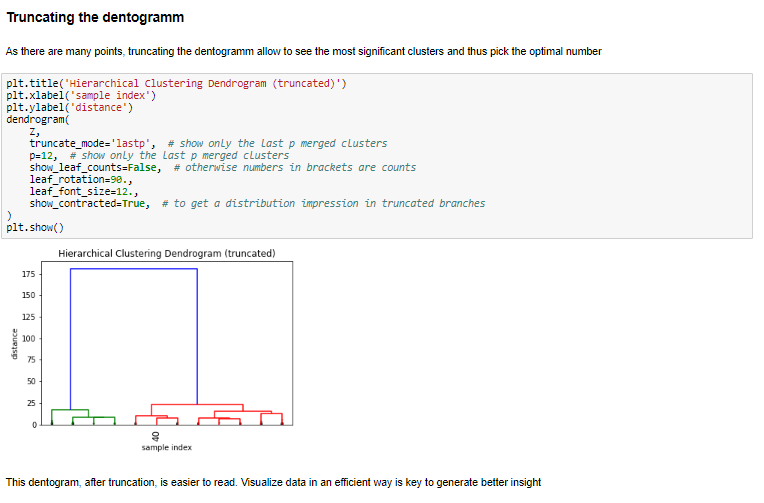 Truncating the dentogramm
As there are many points, truncating the dentogramm allow to see the most significant clusters and thus pick the optimal number
plt.title('Hierarchical Clustering Dendrogram (truncated)')
plt.xlabel('sample index')
plt.ylabel('distance')
dendrogram(
    Z,
    truncate_mode='lastp',  # show only the last p merged clusters
    p=12,  # show only the last p merged clusters
    show_leaf_counts=False,  # otherwise numbers in brackets are counts
    leaf_rotation=90.,
    leaf_font_size=12.,
    show_contracted=True,  # to get a distribution impression in truncated branches
)
plt.show()
Hierarchical Clustering Dendrogram (truncated)
175
150
125
100
75
50
25
0
distance
40
sample index
This dentogram, after truncation, is easier to read. Visualize data in an efficient way is key to generate better insight